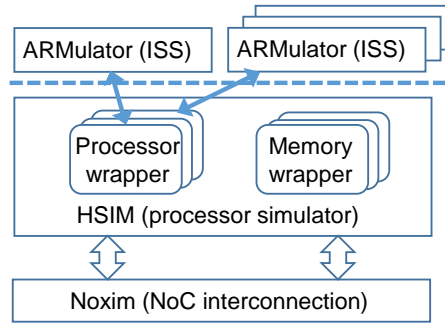 ARMulator (ISS)
ARMulator (ISS)
Processor
wrapper
Memory
wrapper
HSIM (processor simulator)
Noxim (NoC interconnection)